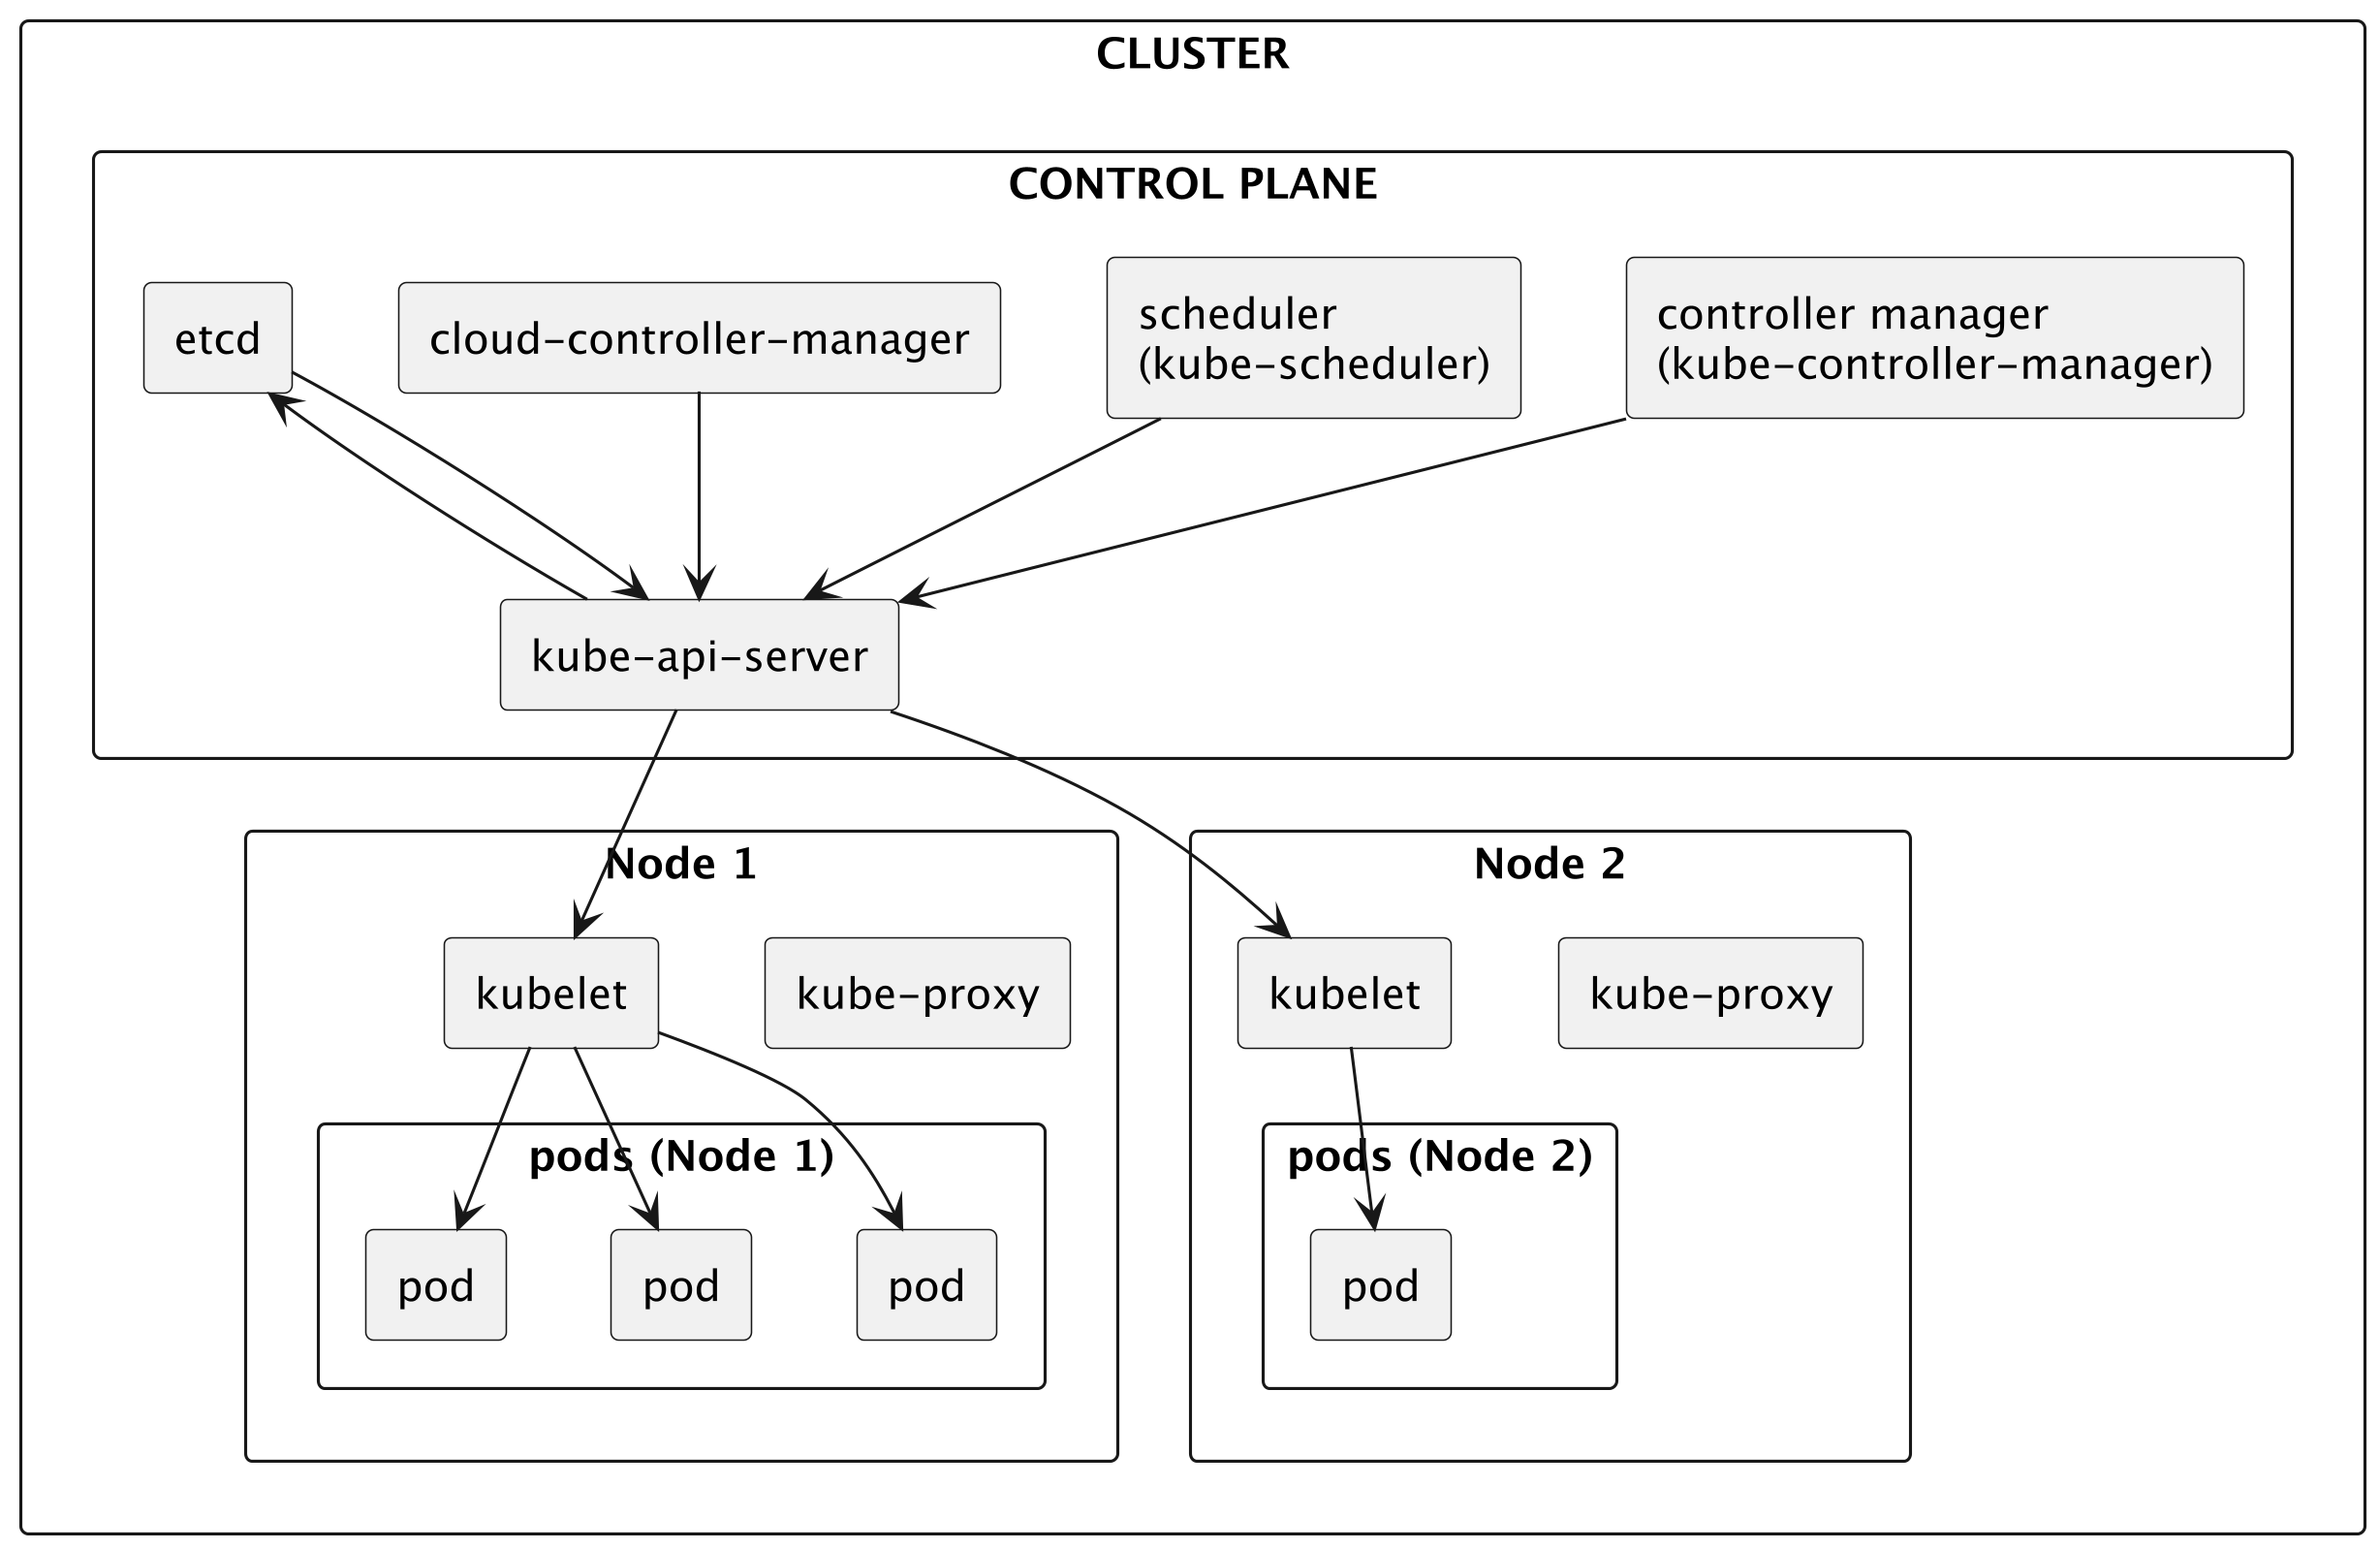 CLUSTER
CONTROL PLANE
etcd
cloud-controller-manager
scheduler
(kube-scheduler)
controller manager
(kube-controller-manager)
kube-api-server
Node 1
Node 2
kubelet
kube-proxy
kubelet
kube-proxy
pods (Node 1)
pods (Node 2)
pod
pod
pod
pod